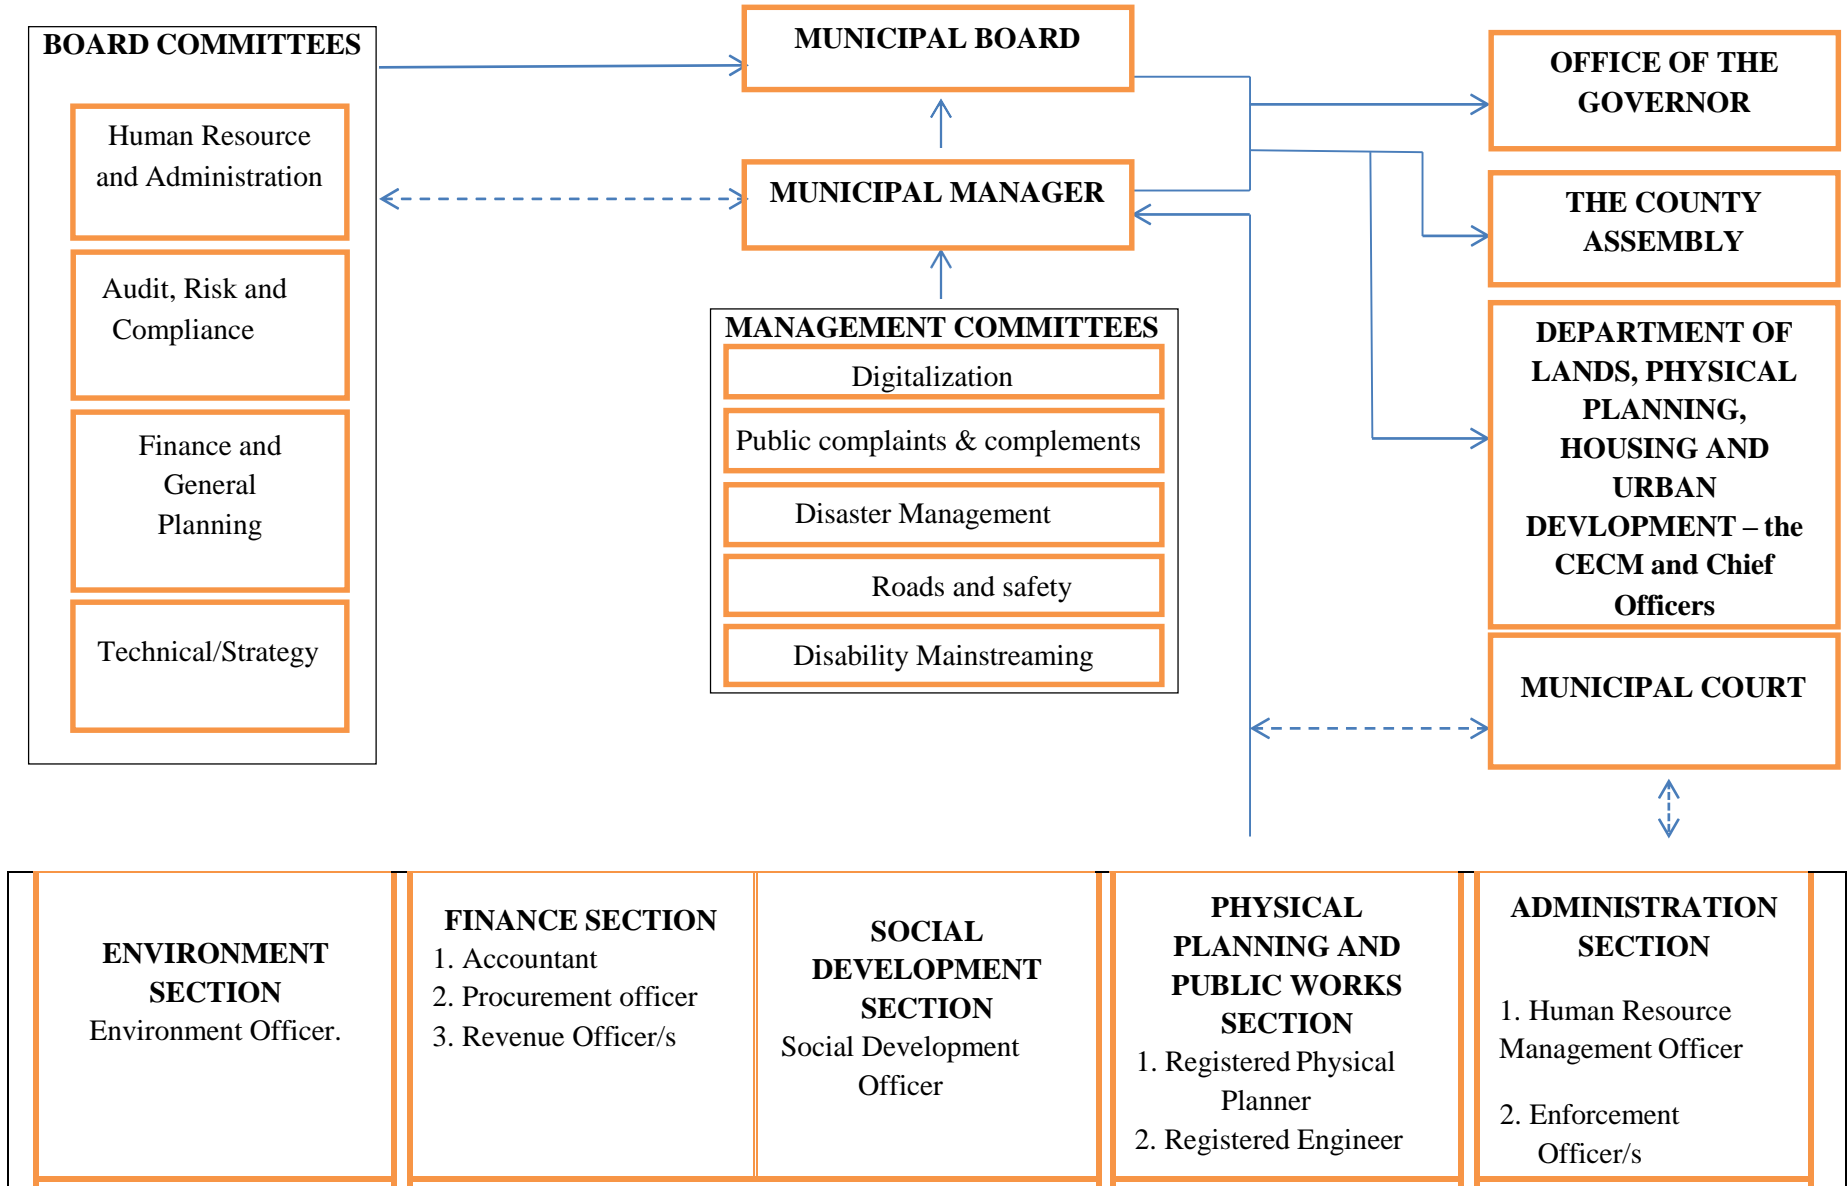 BOARD COMMITTEES
Human Resource
and Administration
Audit, Risk and
Compliance
Finance and
General
Planning
Technical/Strategy
MUNICIPAL BOARD
MUNICIPAL MANAGER
MANAGEMENT COMMITTEES
Digitalization
Public complaints & complements
Disaster Management
Roads and safety
Disability Mainstreaming
OFFICE OF THE
GOVERNOR
THE COUNTY
ASSEMBLY
DEPARTMENT OF
LANDS, PHYSICAL
PLANNING,
HOUSING AND
URBAN
DEVLOPMENT – the
CECM and Chief
Officers
MUNICIPAL COURT
ENVIRONMENT
SECTION
Environment Officer.
FINANCE SECTION
1. Accountant
2. Procurement officer
3. Revenue Officer/s
SOCIAL
DEVELOPMENT
SECTION
Social Development
Officer
PHYSICAL
PLANNING AND
PUBLIC WORKS
SECTION
1. Registered Physical
Planner
2. Registered Engineer
ADMINISTRATION
SECTION
1. Human Resource
Management Officer
2. Enforcement
Officer/s